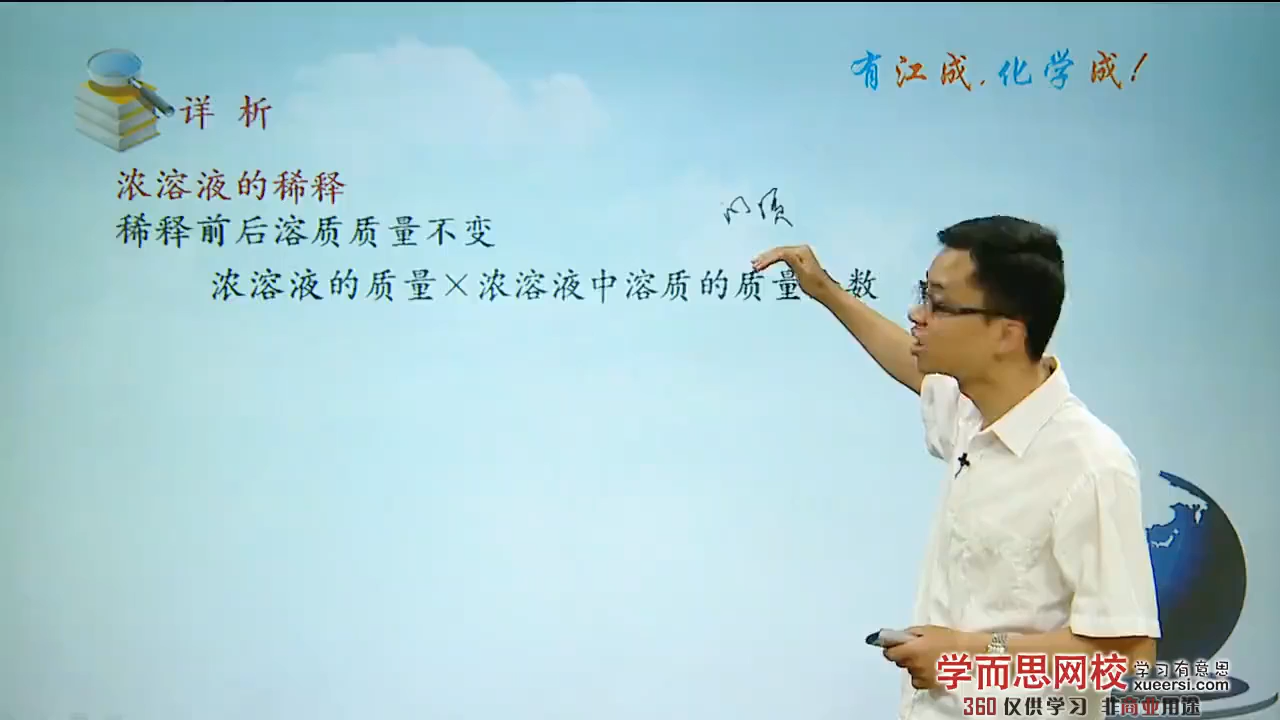 有江成,化学成!
详 析
浓溶液的稀释
稀释前后溶质质量不变
浓溶液的质量×浓溶液中溶质的质量分数
学而思网校 学习有意思
xueersi.com
360 仅供学习 非商业用途